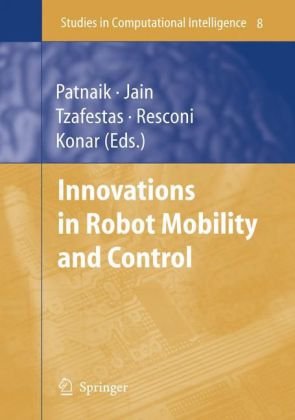 Studies in Computational Intelligence 8
Patnaik · Jain
Tzafestas · Resconi
Konar (Eds.)
Innovations
in Robot Mobility
and Control
Springer